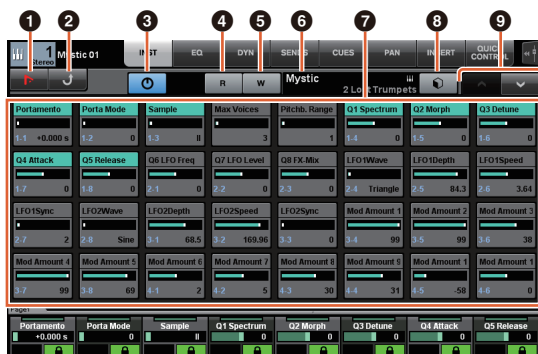 1 2 3 4 5 6 7 8 9
1 Stereo Mystic 01 INST EQ DYN SENDS CUES PAN INSERT QUICK CONTROL
R W Mystic 2 Lost Trumpets
Portamento Porta Mode Sample Max Voices Pitchb. Range Q1 Spectrum Q2 Morph Q3 Detune
1-1 +0.000 s 1-2 0 1-3 II 3 1 1-4 0 1-5 0 1-6 0
Q4 Attack Q5 Release Q6 LFO Freq Q7 LFO Level Q8 FX-Mix LFO1Wave LFO1Depth LFO1Speed
1-7 0 1-8 0 2-1 0 2-2 0 2-3 0 2-4 Triangle 2-5 84.3 2-6 3.64
LFO1Sync LFO2Wave LFO2Depth LFO2Speed LFO2Sync Mod Amount 1 Mod Amount 2 Mod Amount 3
2-7 2 2-8 Sine 3-1 68.5 3-2 169.96 3-3 0 3-4 99 3-5 99 3-6 38
Mod Amount 4 Mod Amount 5 Mod Amount 6 Mod Amount 7 Mod Amount 8 Mod Amount 9 Mod Amount 1 Mod Amount 1
3-7 99 3-8 69 4-1 2 4-2 5 4-3 30 4-4 31 4-5 -58 4-6 0
Page1
Portamento Porta Mode Sample Q1 Spectrum Q2 Morph Q3 Detune Q4 Attack Q5 Release
+0.000 s 0 II 0 0 0 0 0